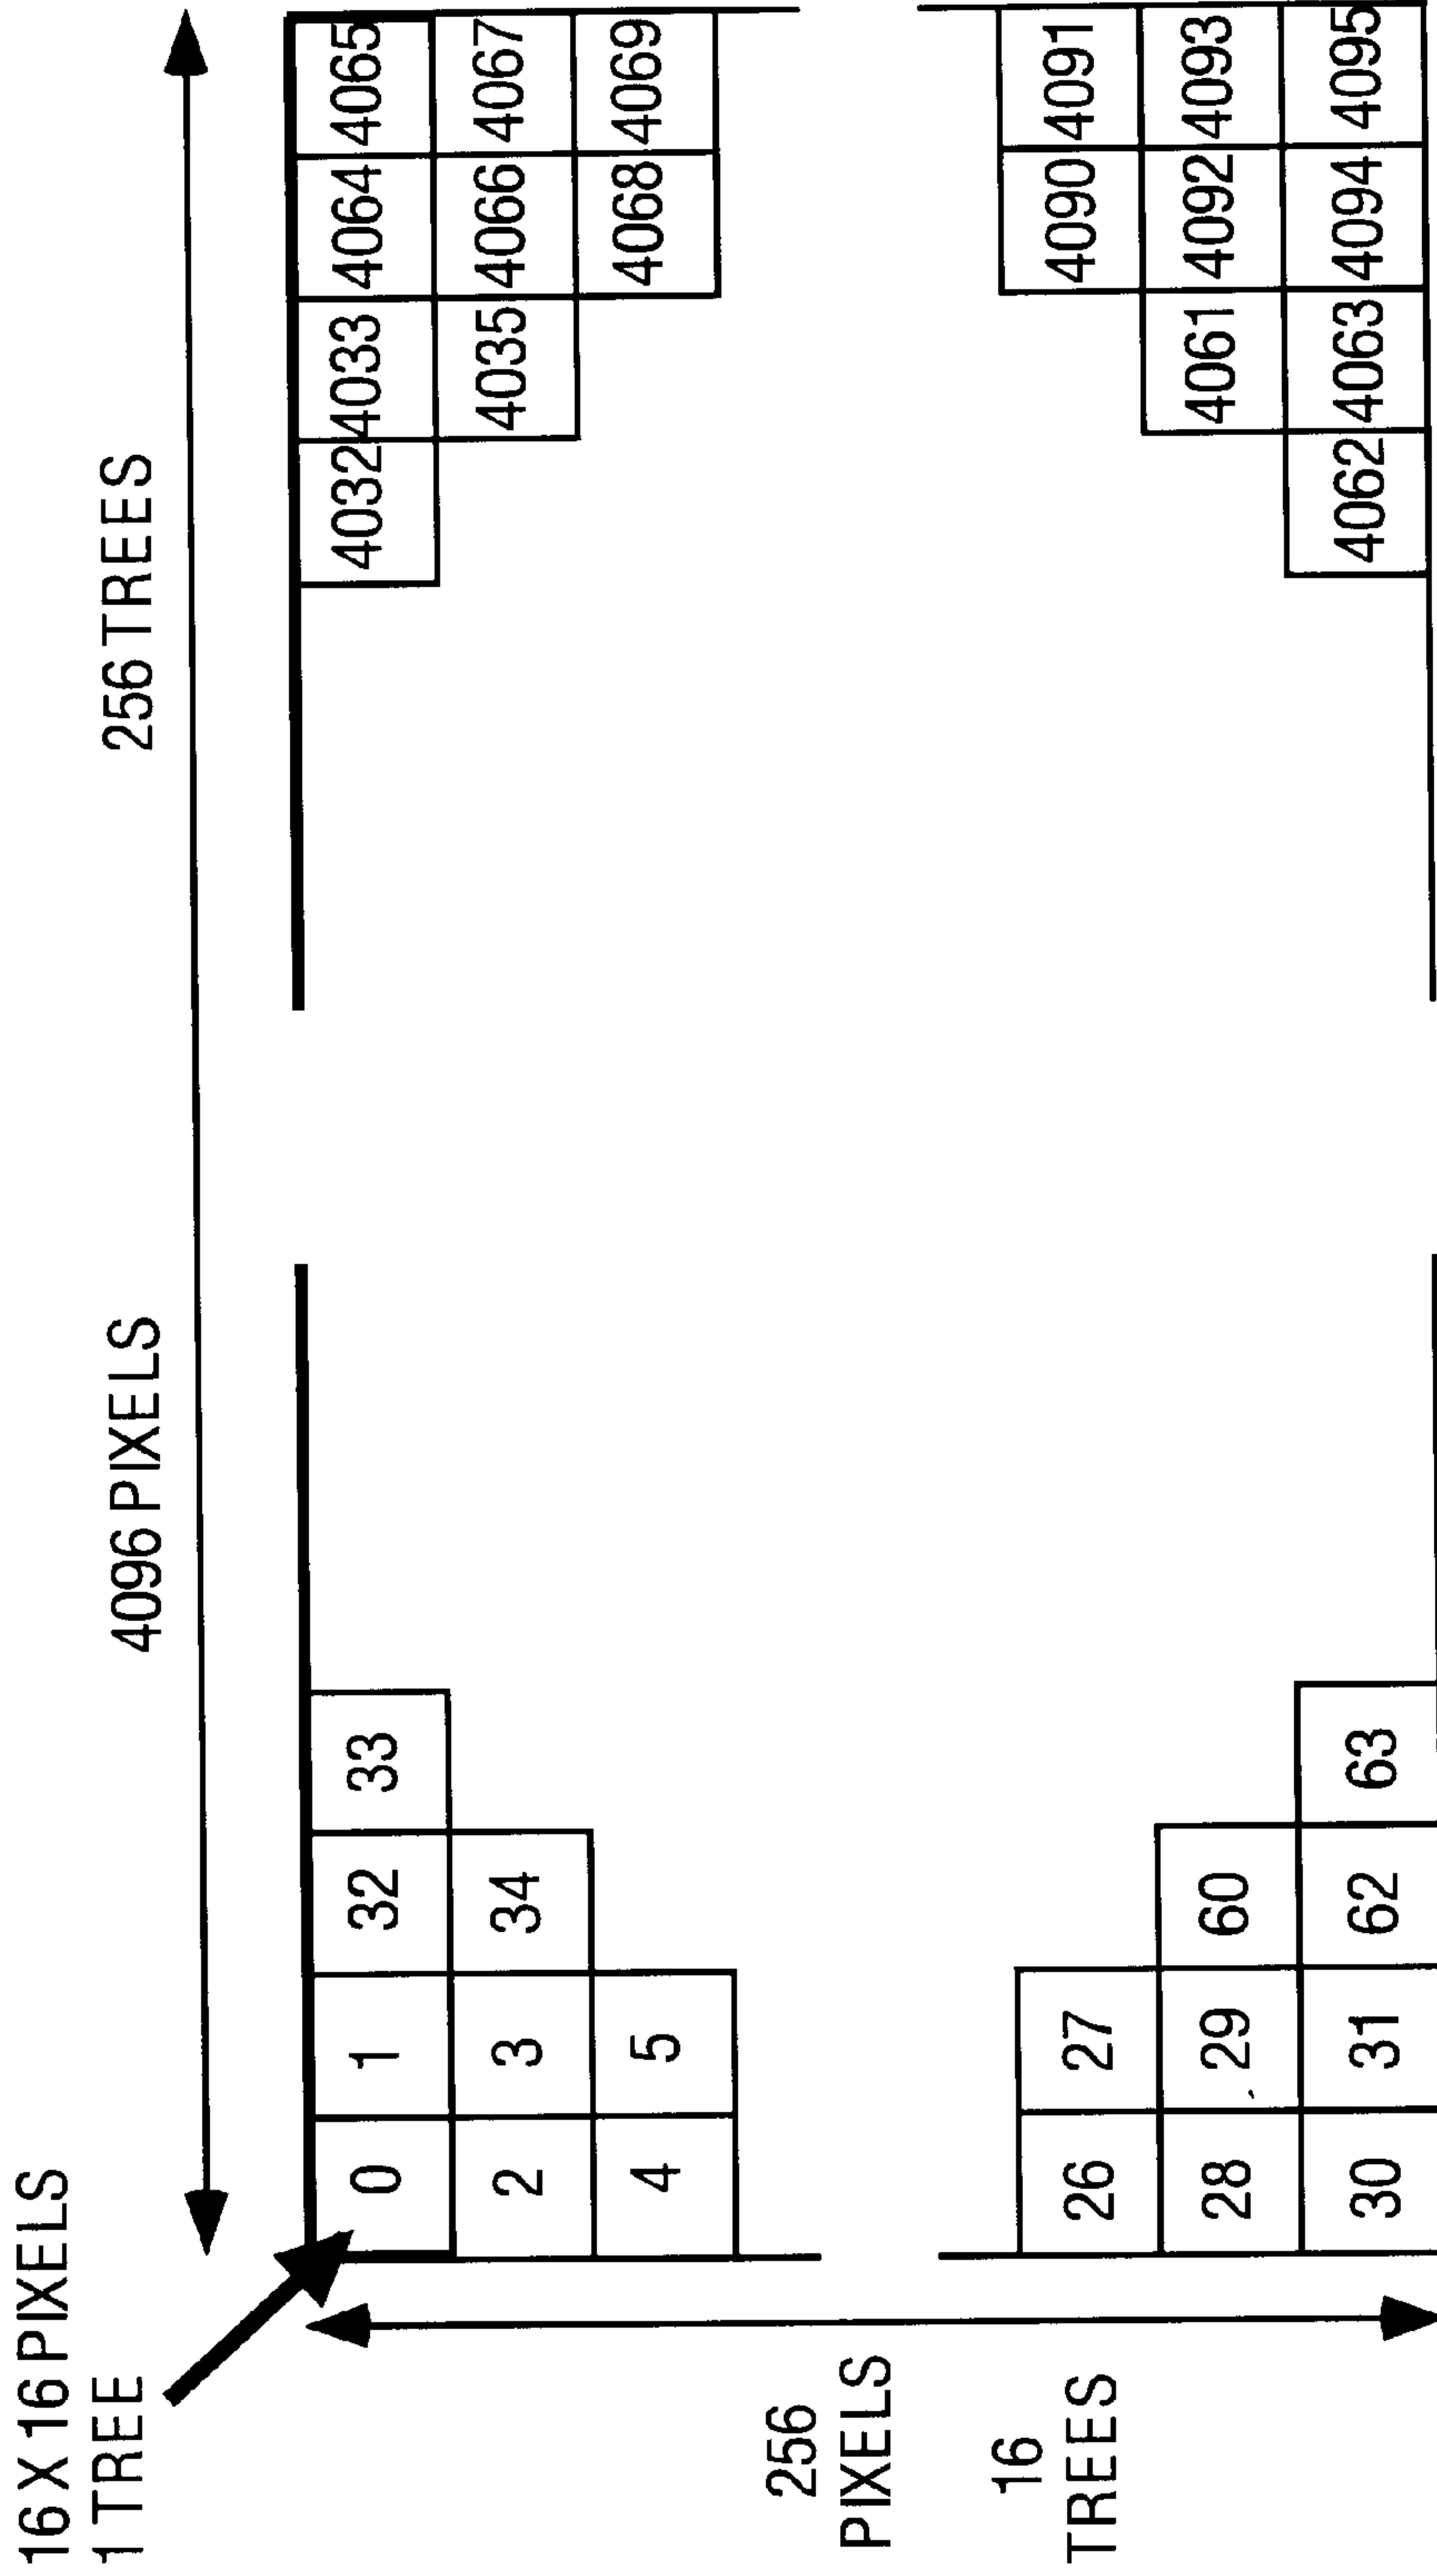 16 X 16 PIXELS
1 TREE
4096 PIXELS
256 TREES
256
PIXELS
16
TREES
0 1 32 33
2 3 34
4 5
26 27
28 29 60
30 31 62 63
4032 4033 4064 4065
4035 4066 4067
4068 4069
4090 4091
4061 4092 4093
4062 4063 4094 4095